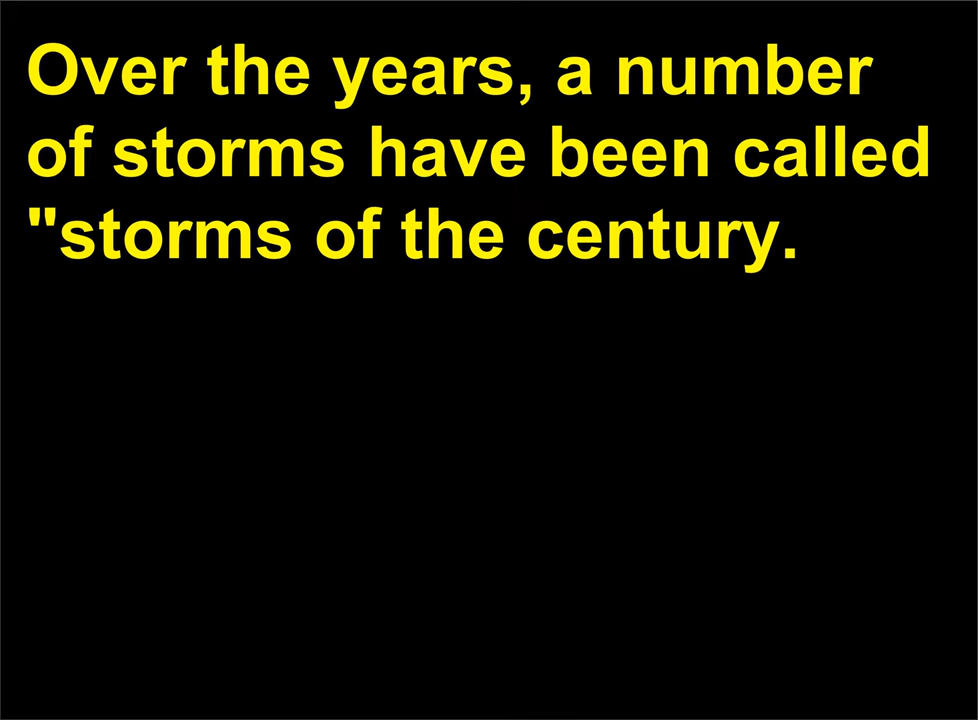 Over the years, a number
of storms have been called
"storms of the century.